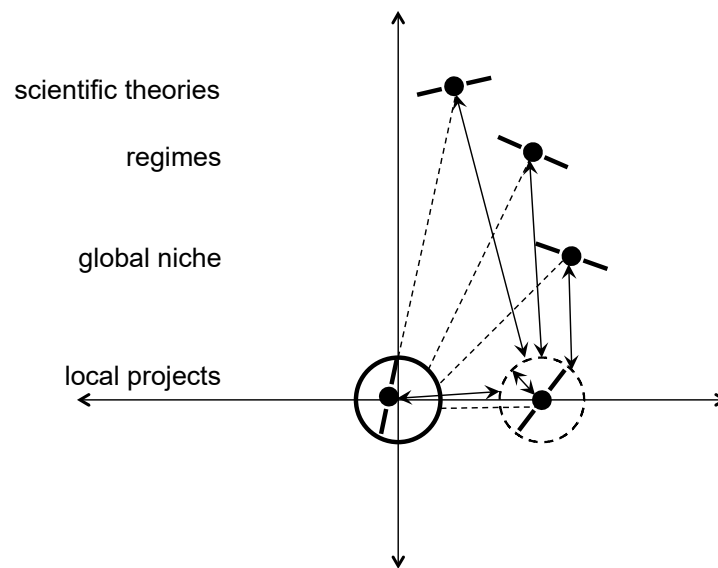 scientific theories
regimes
global niche
local projects